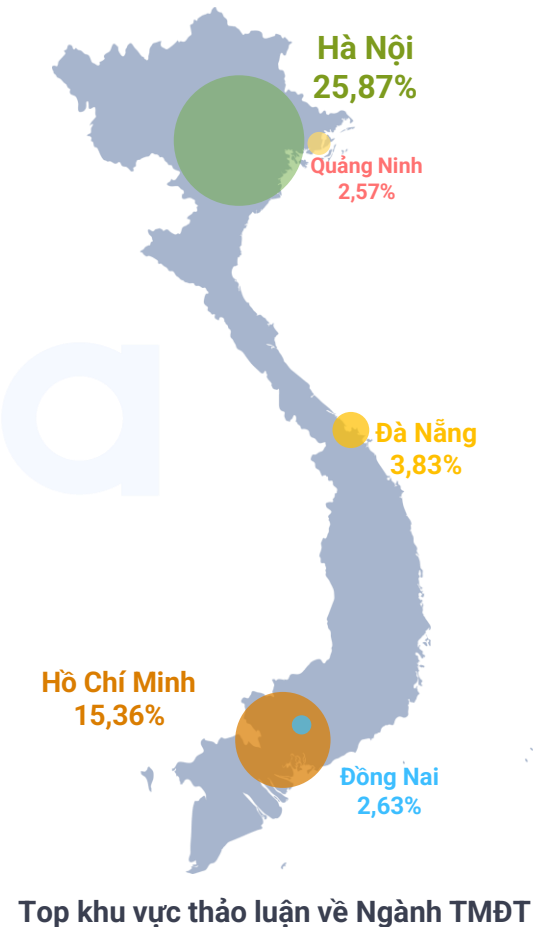 Hà Nội
25,87%
Quảng Ninh
2,57%
Đà Nẵng
3,83%
Hồ Chí Minh
15,36%
Đồng Nai
2,63%
Top khu vực thảo luận về Ngành TMĐT